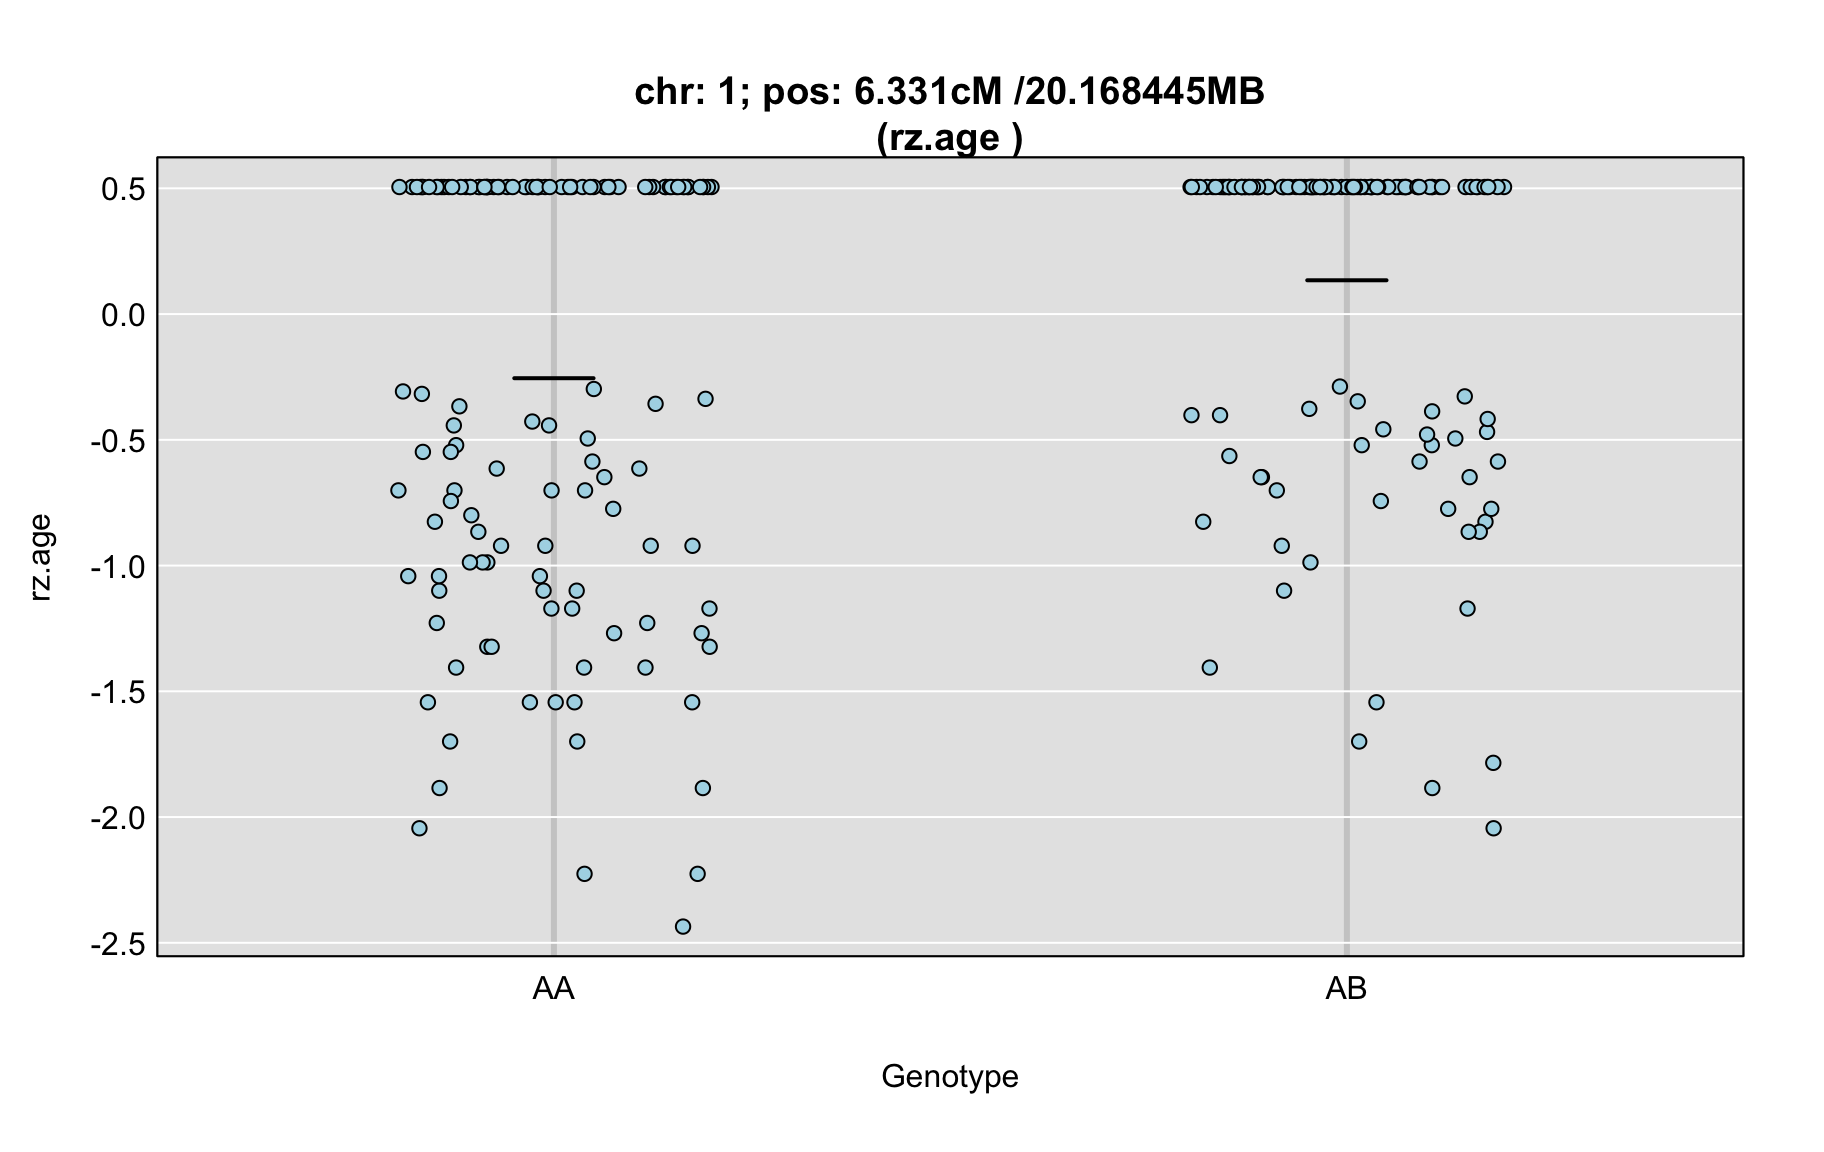 chr: 1; pos: 6.331cM /20.168445MB
(rz.age )
0.5
0.0
-0.5
-1.0
-1.5
-2.0
-2.5
rz.age
AA
AB
Genotype